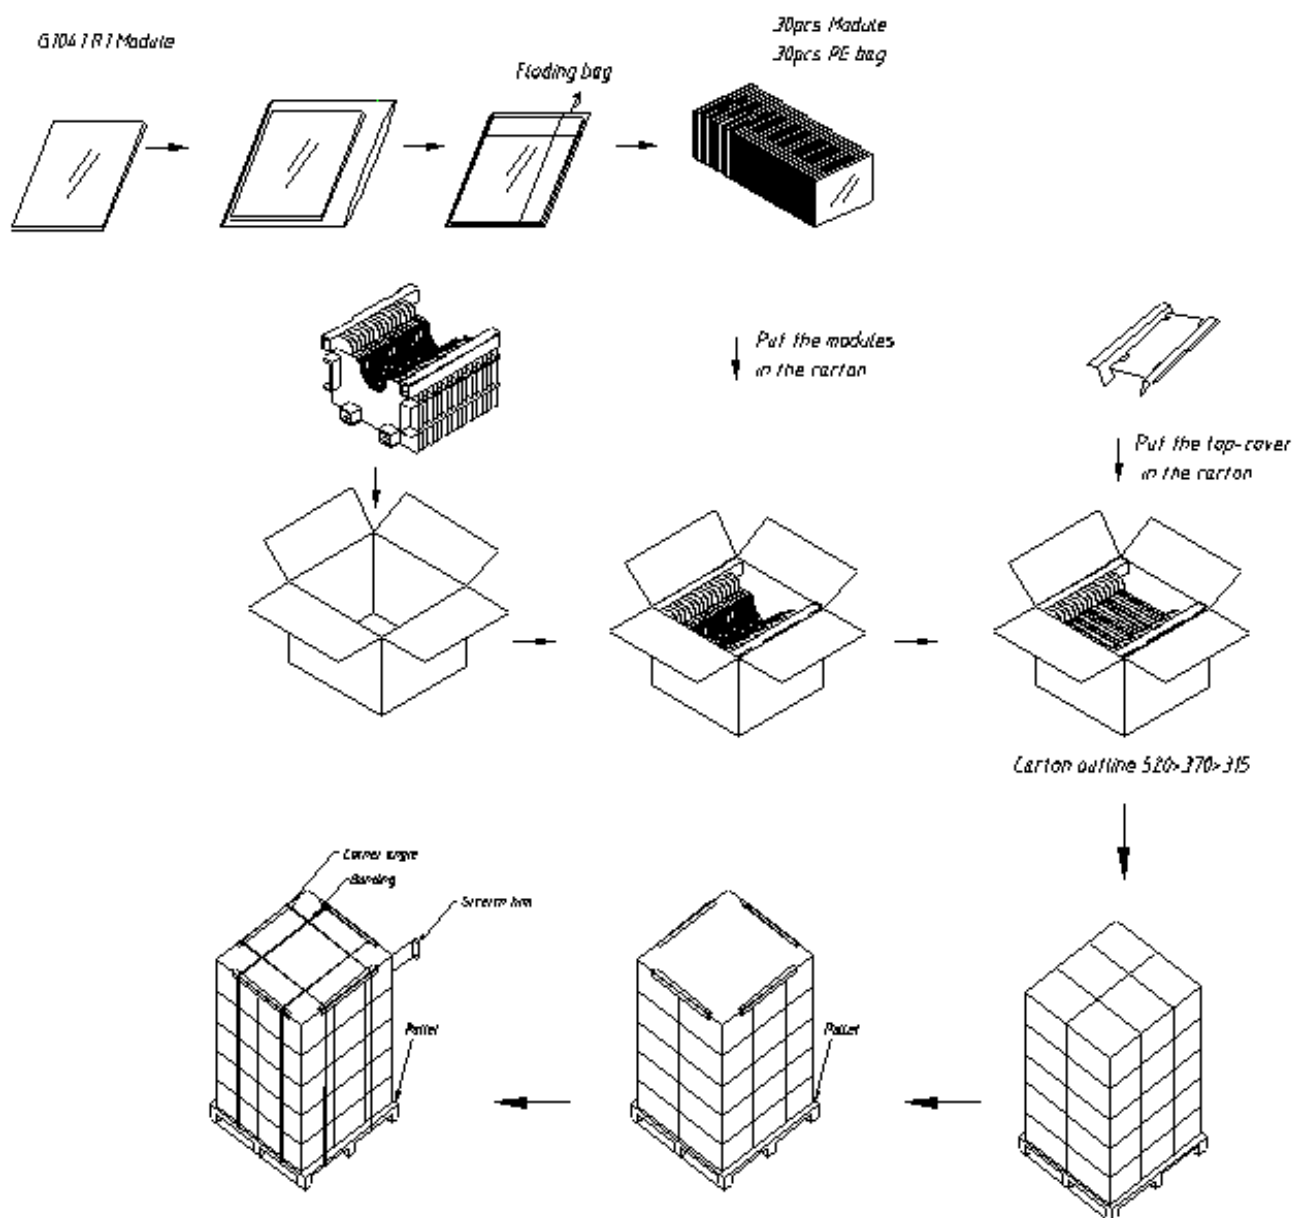 G104 1 R1 Module
30pcs Module
30pcs PE bag
Floding bag
Put the modules
in the carton
Put the top-cover
in the carton
Carton outline 520×370×315
Corner angle
Banding
Pallet
Pallet